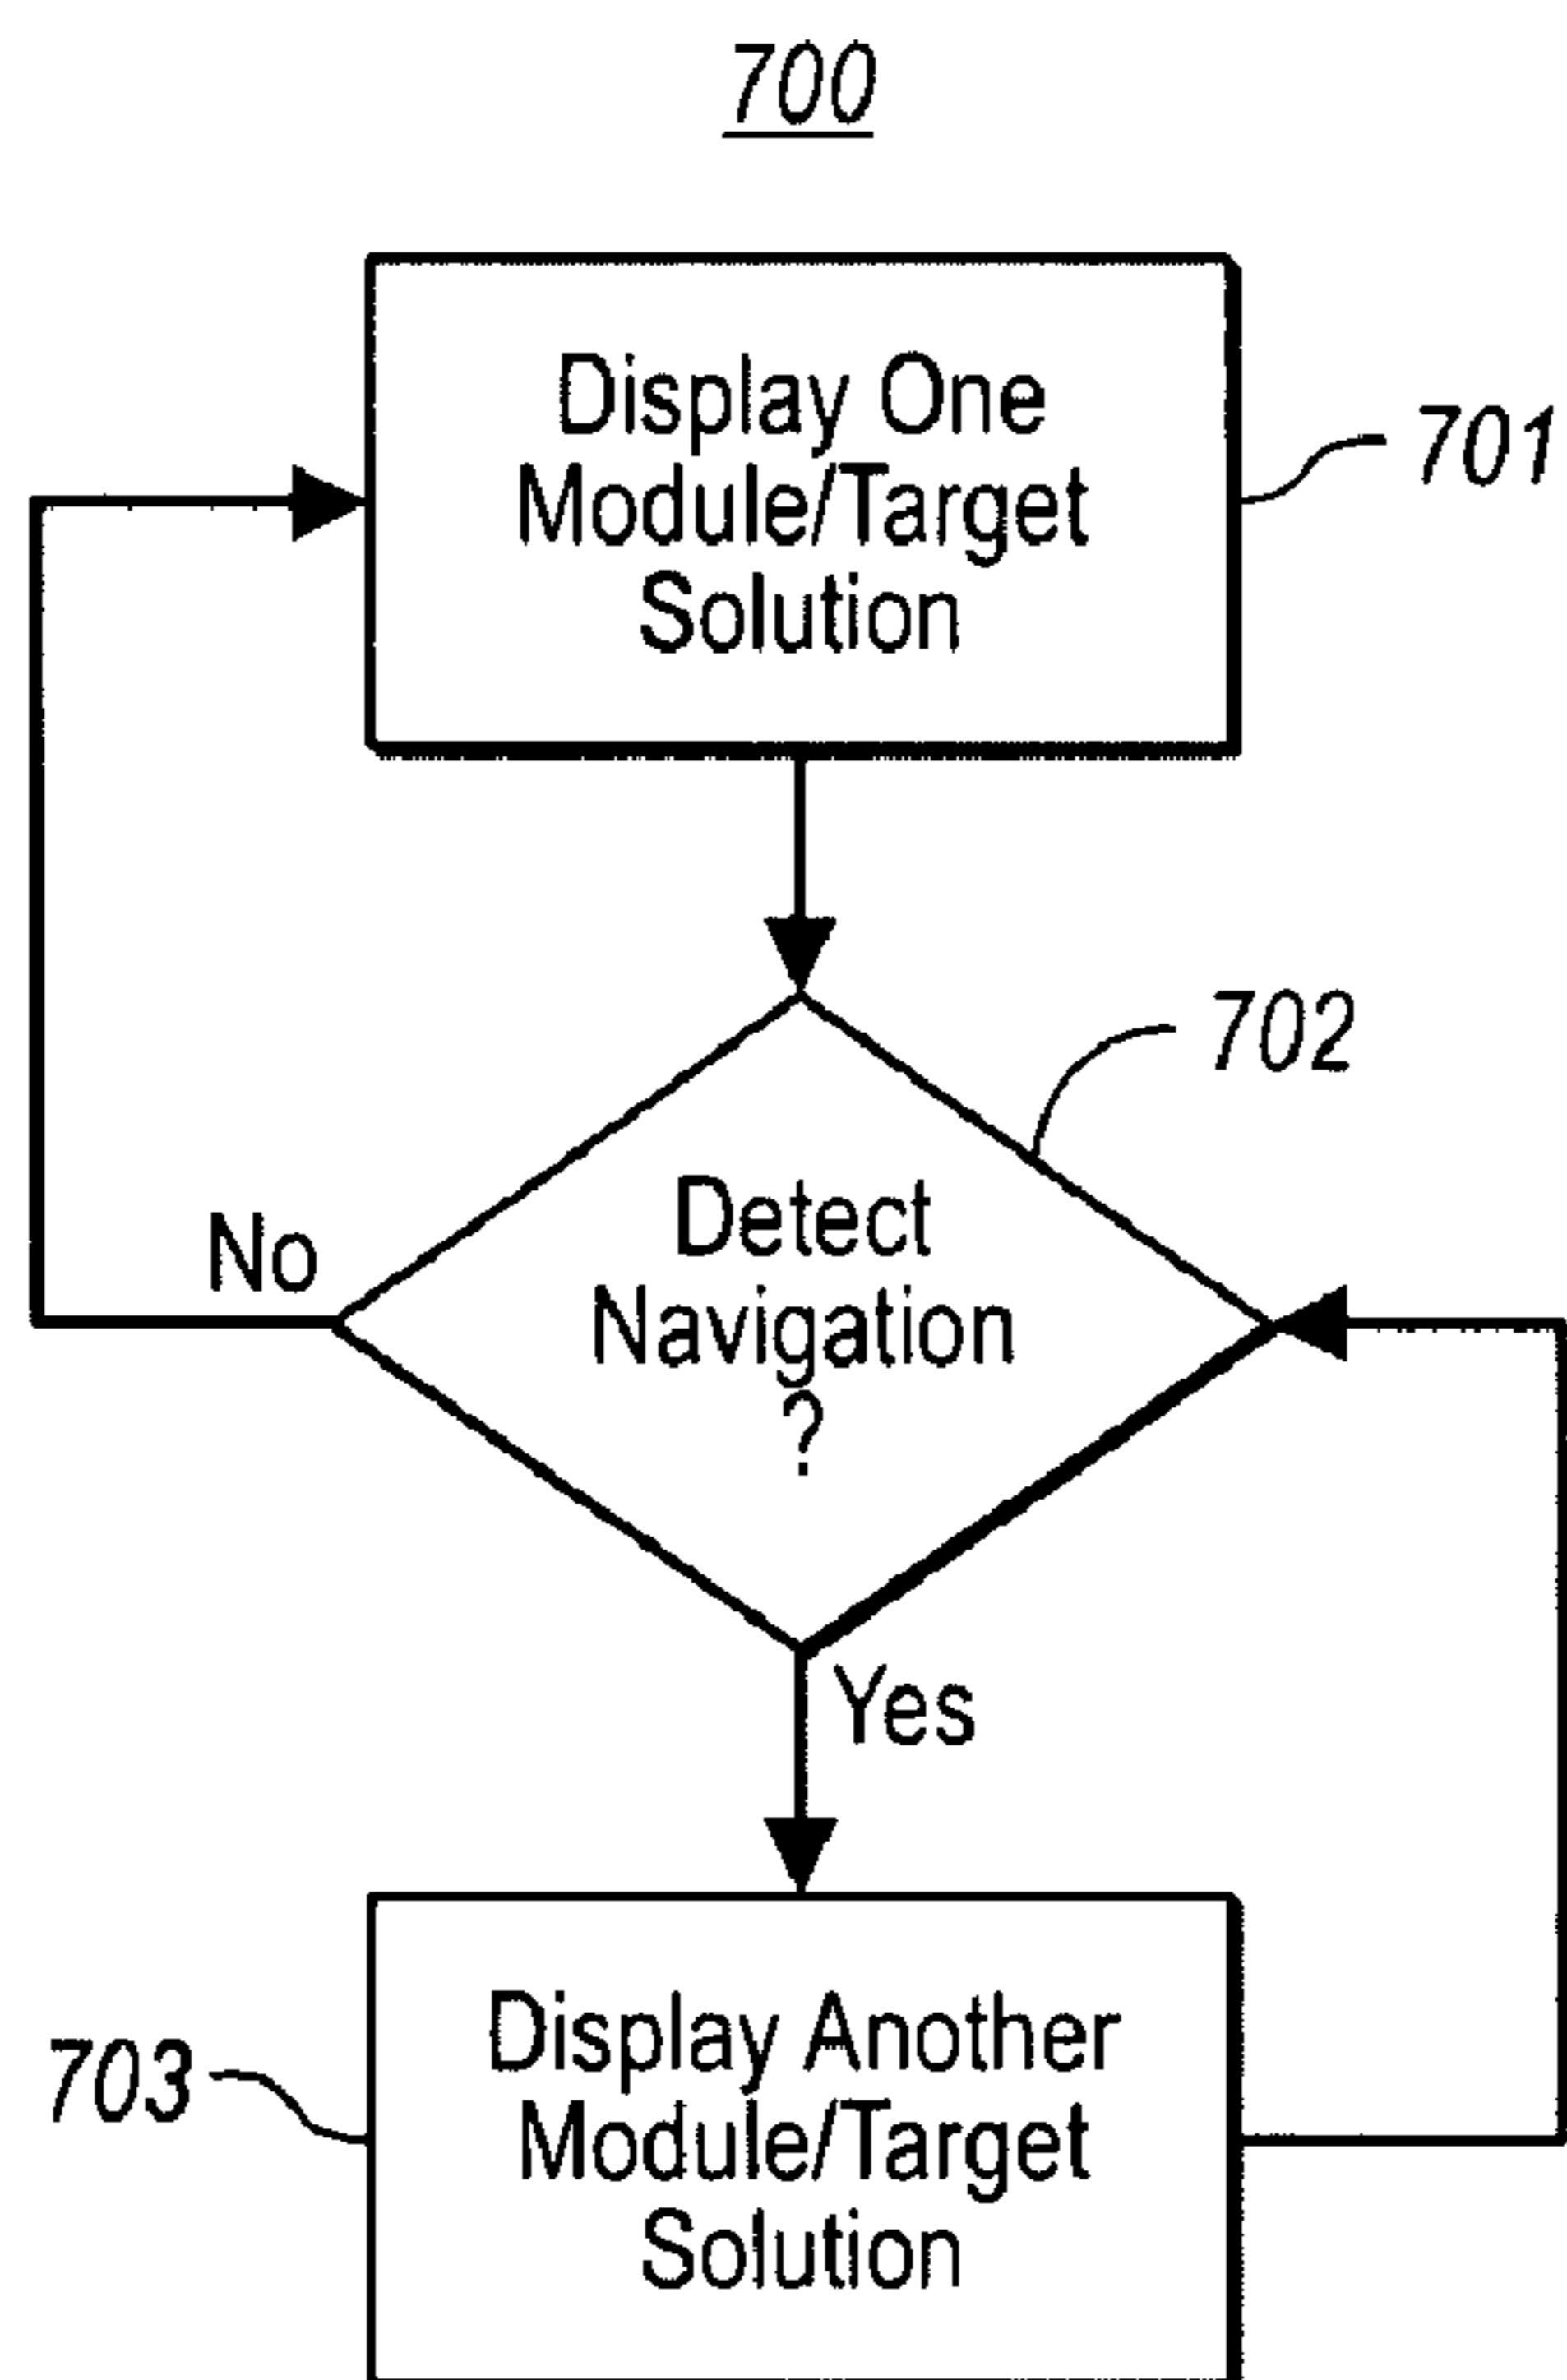 700
Display One
Module/Target
Solution
701
702
Detect
Navigation
?
No
Yes
Display Another
Module/Target
Solution
703